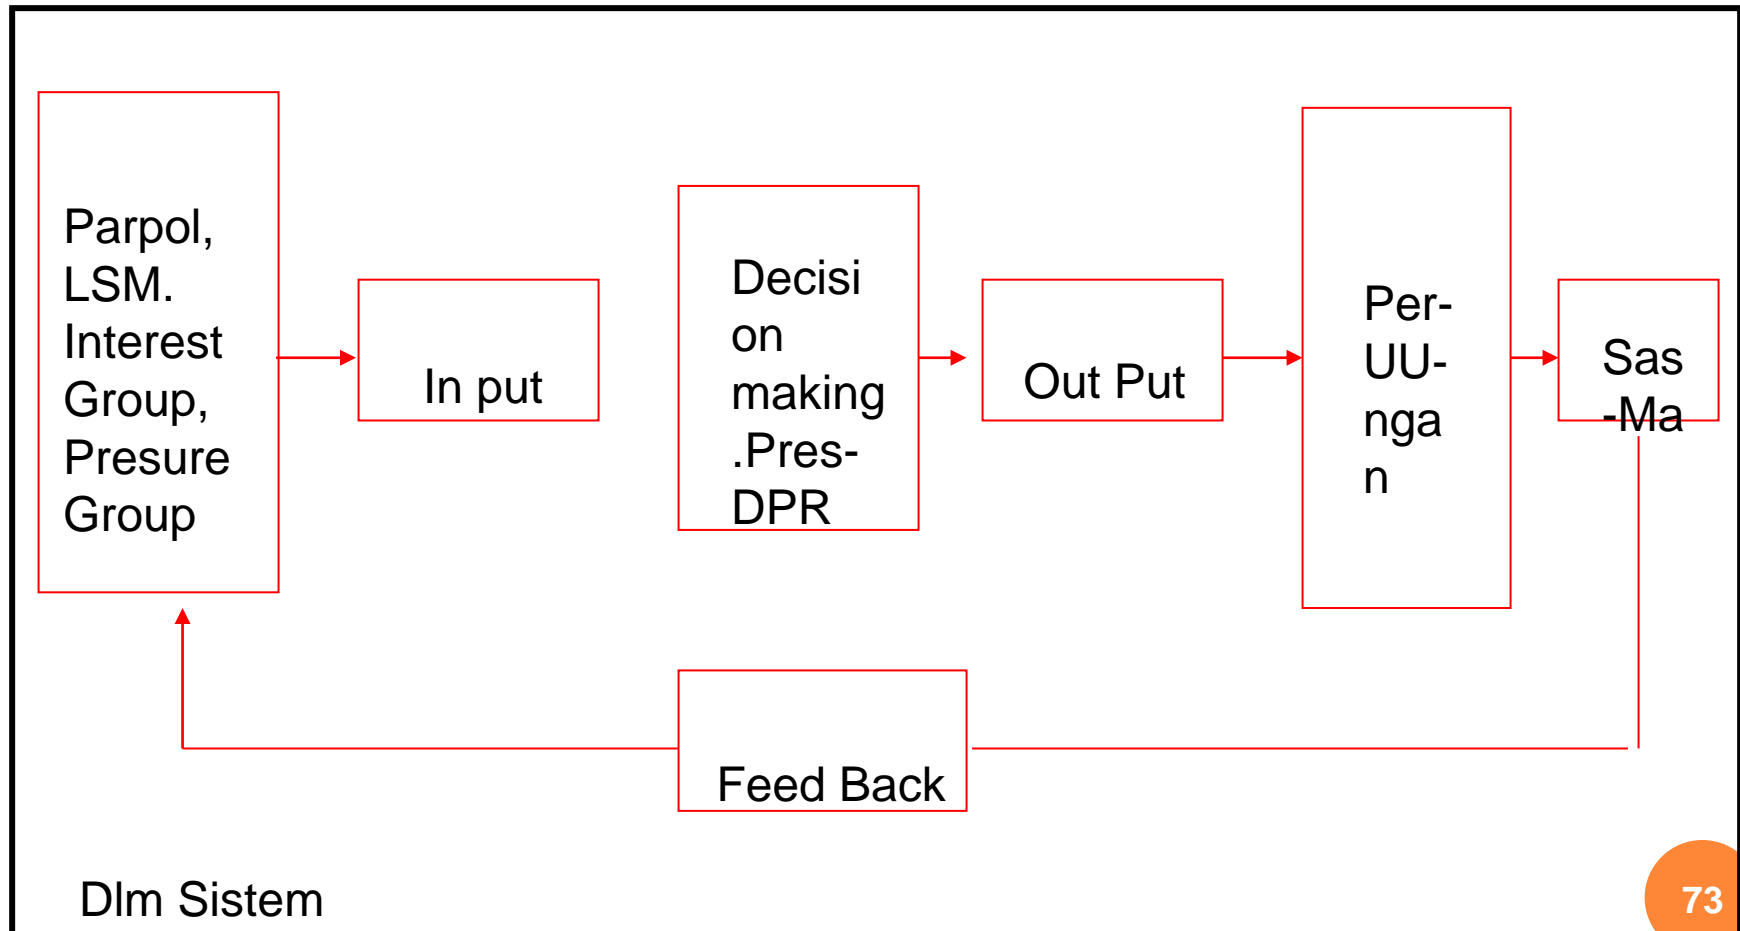 Parpol,
LSM.
Interest
Group,
Presure
Group
In put
Decisi
on
making
.Pres-
DPR
Out Put
Per-
UU-
nga
n
Sas
-Ma
Feed Back
Dlm Sistem
73